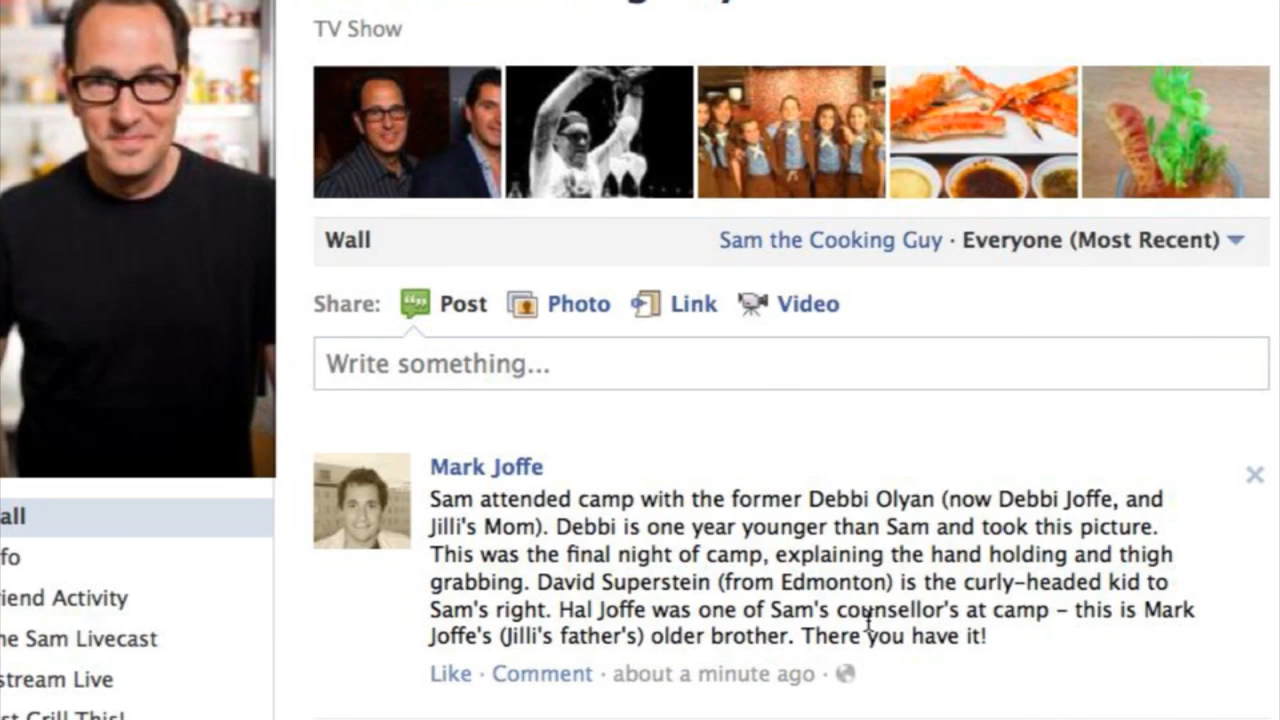 TV Show
Wall
Sam the Cooking Guy · Everyone (Most Recent)
Share: Post Photo Link Video
Write something...
Mark Joffe
Sam attended camp with the former Debbi Olyan (now Debbi Joffe, and
Jilli's Mom). Debbi is one year younger than Sam and took this picture.
This was the final night of camp, explaining the hand holding and thigh
grabbing. David Superstein (from Edmonton) is the curly-headed kid to
Sam's right. Hal Joffe was one of Sam's counsellor's at camp – this is Mark
Joffe's (Jilli's father's) older brother. There you have it!
Like · Comment · about a minute ago ·
all
fo
iend Activity
ne Sam Livecast
stream Live
st Grill This!